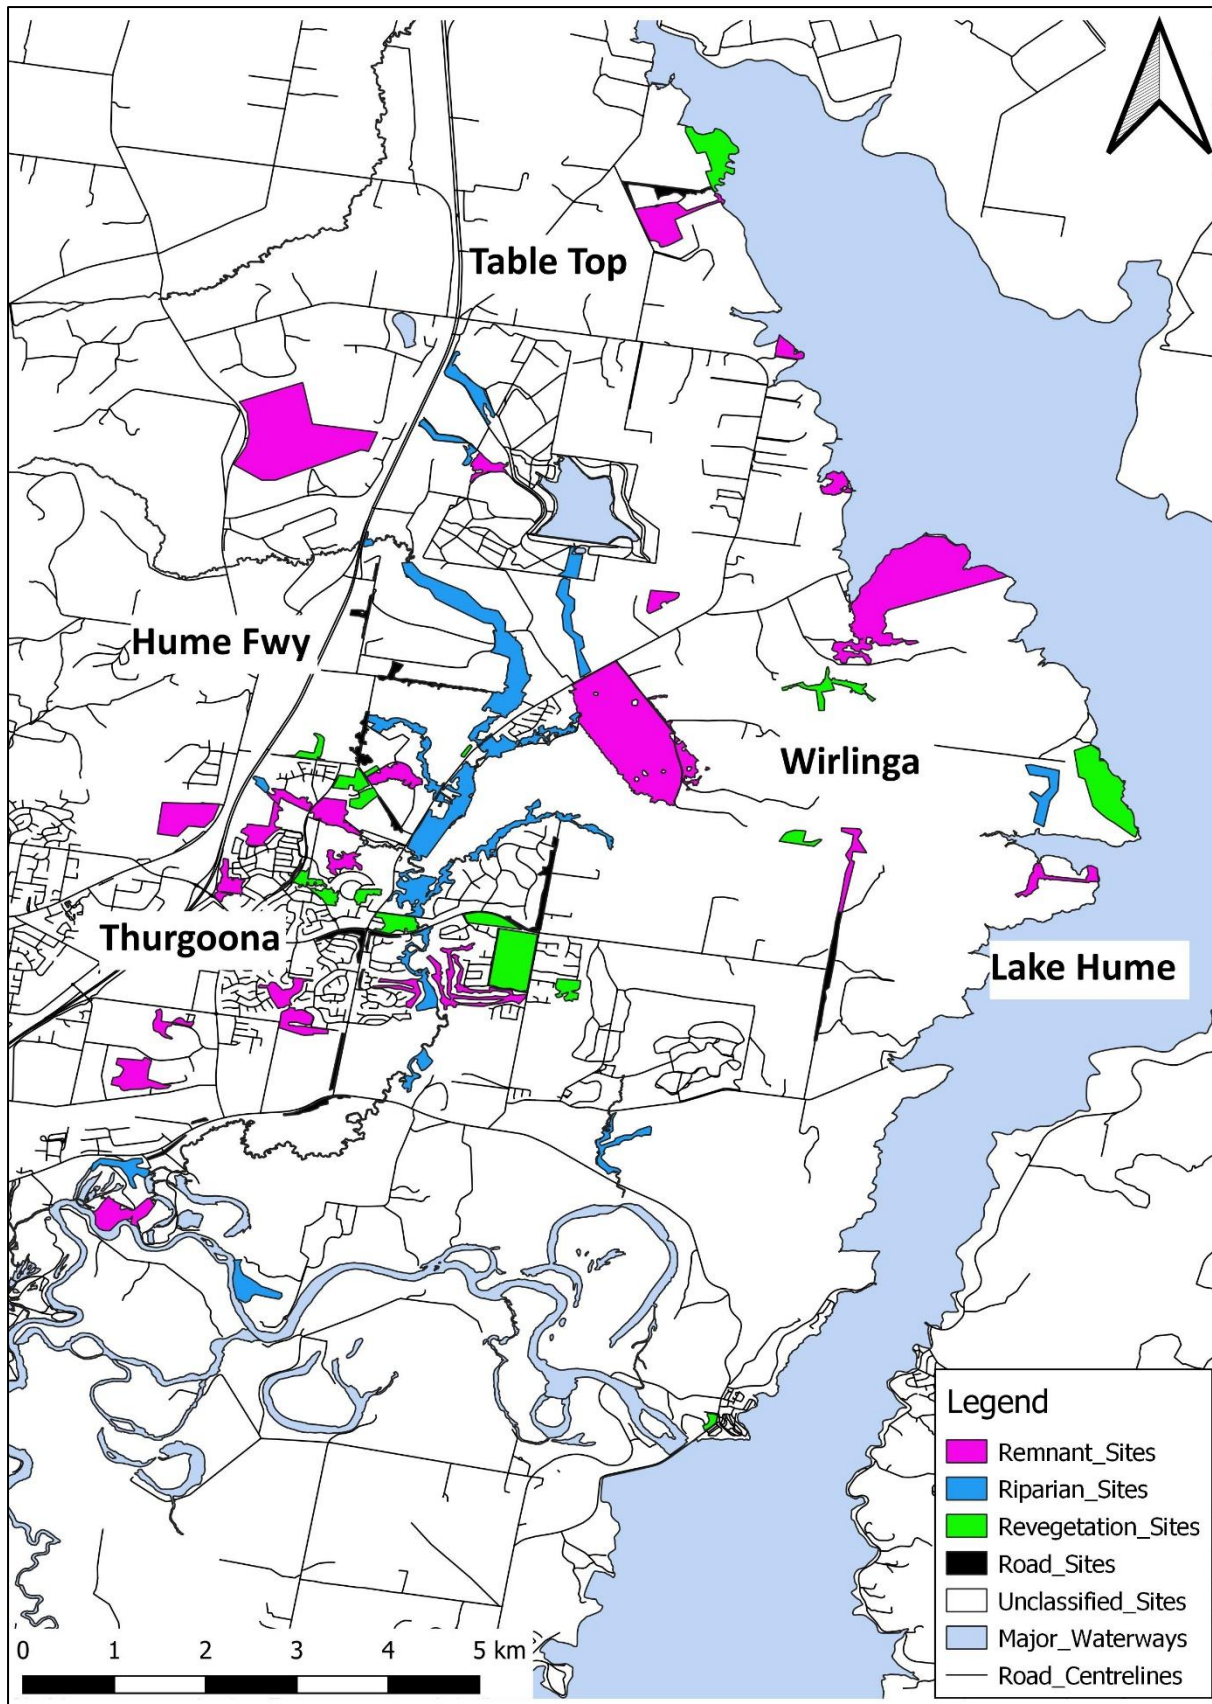 Table Top
Hume Fwy
Wirlinga
Thurgoona
Lake Hume
Legend
Remnant_Sites
Riparian_Sites
Revegetation_Sites
Road_Sites
Unclassified_Sites
Major_Waterways
Road_Centrelines
0 1 2 3 4 5 km